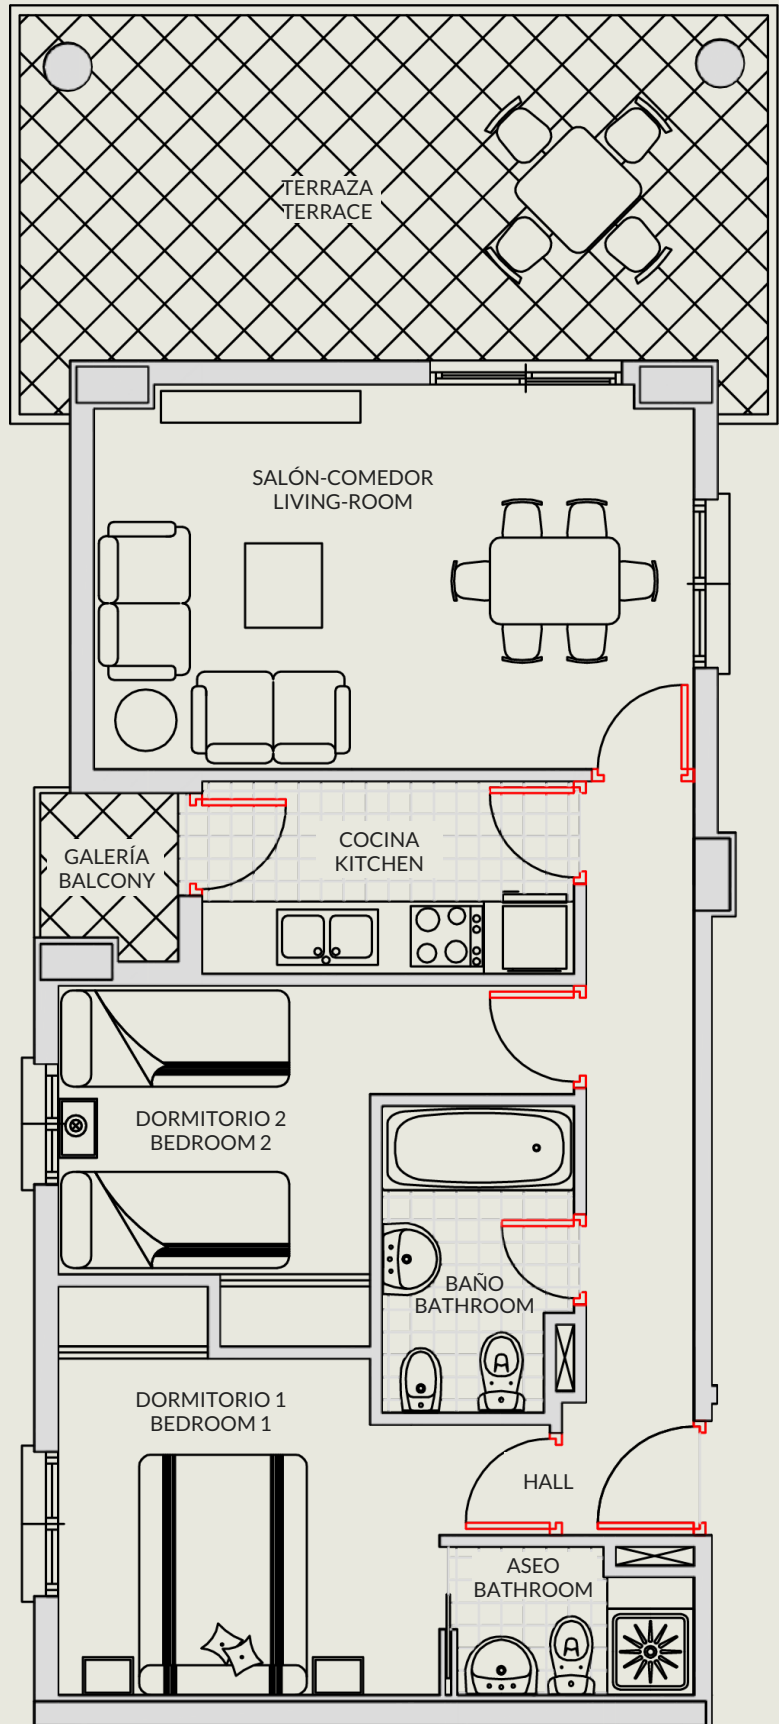 TERRAZA
TERRACE
SALÓN-COMEDOR
LIVING-ROOM
COCINA
KITCHEN
GALERÍA
BALCONY
DORMITORIO 2
BEDROOM 2
BAÑO
BATHROOM
DORMITORIO 1
BEDROOM 1
HALL
ASEO
BATHROOM